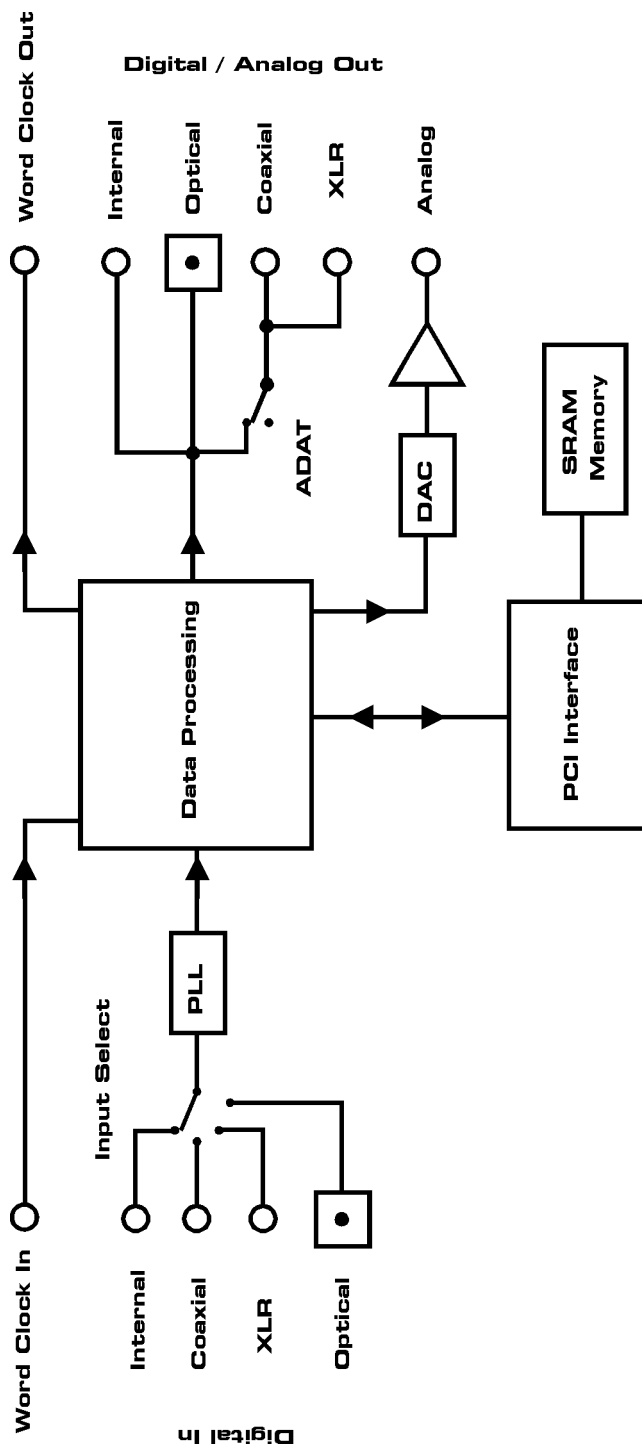 Word Clock In
Word Clock Out
Digital In
Internal
Coaxial
XLR
Optical
Input Select
PLL
Data Processing
Digital / Analog Out
Internal
Optical
Coaxial
XLR
Analog
ADAT
DAC
PCI Interface
SRAM
Memory